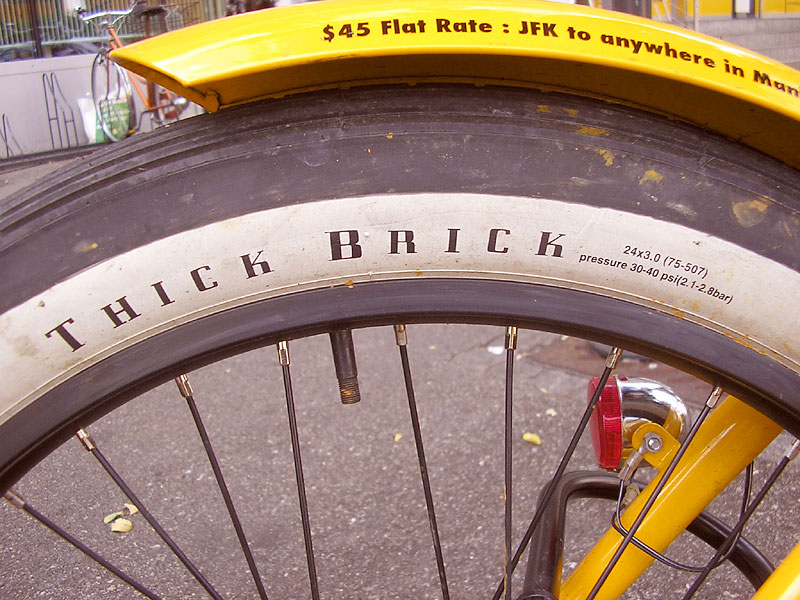 $45 Flat Rate : JFK to anywhere in Man
THICK BRICK
24x3.0 (75-507)
pressure 30-40 psi(2.1-2.8bar)